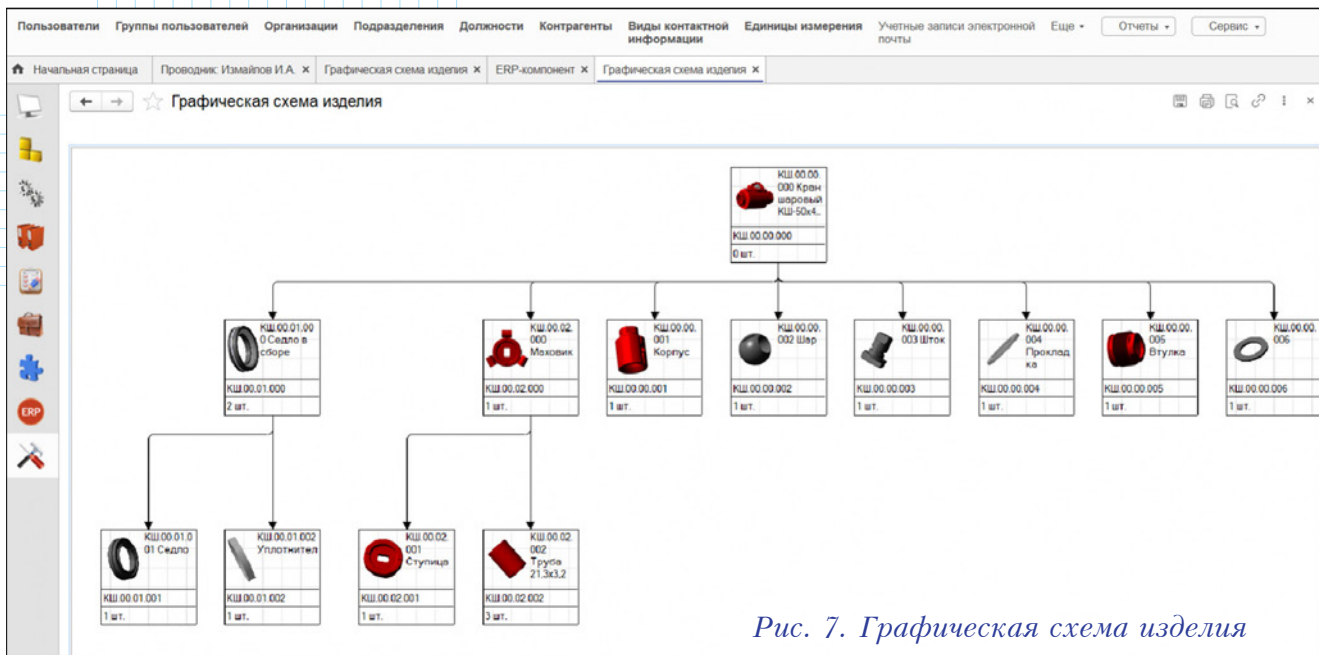 Пользователи Группы пользователей Организации Подразделения Должности Контрагенты Виды контактной информации Единицы измерения Учетные записи электронной почты Еще Отчеты Сервис
Начальная страница Проводник: Измайлов И.А. × Графическая схема изделия × ERP-компонент × Графическая схема изделия ×
Графическая схема изделия
КШ.00.00.
000 Кран
шаровый
КШ-50х4...
КШ.00.00.000
0 шт.
КШ.00.01.00
0 Седло в
сборе
КШ.00.01.000
2 шт.
КШ.00.02.
000
Маховик
КШ.00.02.000
1 шт.
КШ.00.00.
001
Корпус
КШ.00.00.001
1 шт.
КШ.00.00.
002 Шар
КШ.00.00.002
1 шт.
КШ.00.00.
003 Шток
КШ.00.00.003
1 шт.
КШ.00.00.
004
Проклад
ка
КШ.00.00.004
1 шт.
КШ.00.00.
005
Втулка
КШ.00.00.005
1 шт.
КШ.00.00.
006
КШ.00.00.006
1 шт.
ERP
КШ.00.01.0
01 Седло
КШ.00.01.001
1 шт.
КШ.00.01.002
Уплотнител
КШ.00.01.002
1 шт.
КШ.00.02.
001
Ступица
КШ.00.02.001
1 шт.
КШ.00.02.
002
Труба
21,3х3,2
КШ.00.02.002
3 шт.
Рис. 7. Графическая схема изделия